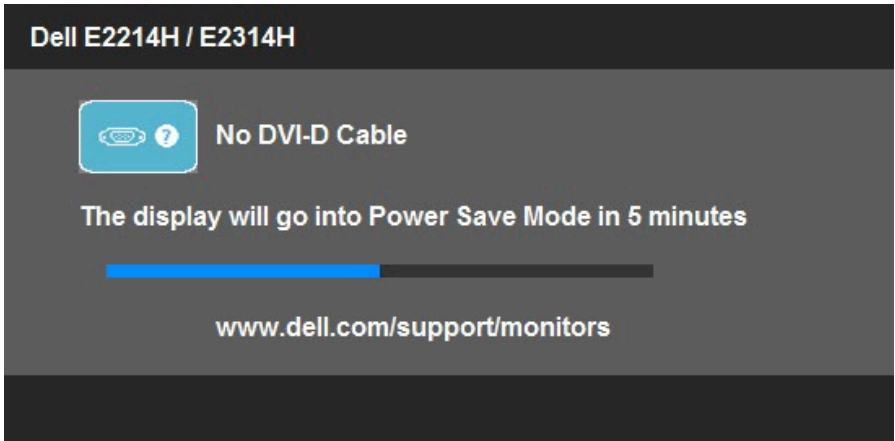 Dell E2214H / E2314H
No DVI-D Cable
The display will go into Power Save Mode in 5 minutes
www.dell.com/support/monitors